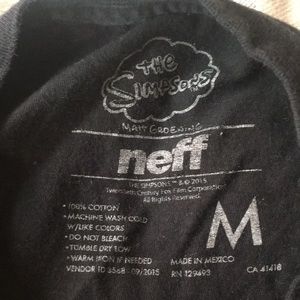 THE
SIMPSONS
MATT GROENING
neff
THE SIMPSONS ™ & © 2015
Twentieth Century Fox Film Corporation.
All Rights Reserved.
• 100% COTTON
• MACHINE WASH COLD
W/LIKE COLORS
• DO NOT BLEACH
• TUMBLE DRY LOW
• WARM IRON IF NEEDED
VENDOR ID 3568 - 09/2015
M
MADE IN MEXICO
RN 129493 CA 41418